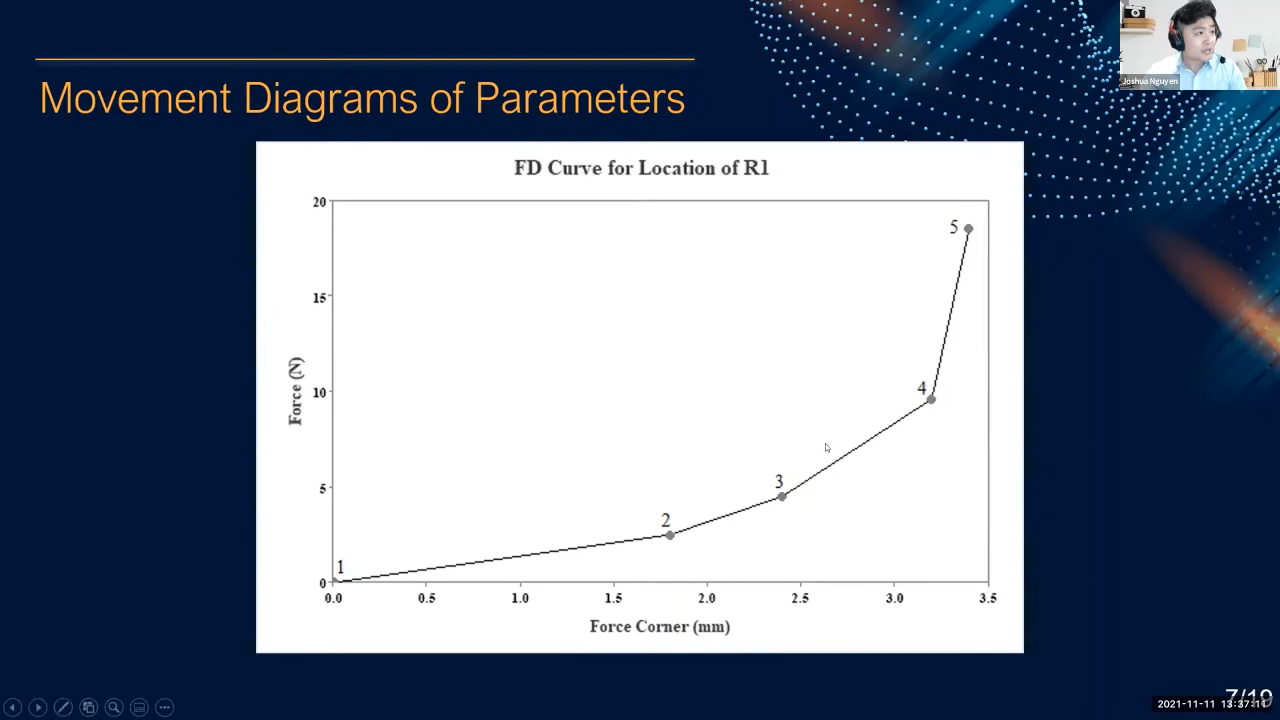 Joshua Nguyen
Movement Diagrams of Parameters
FD Curve for Location of R1
20
15
10
5
0
Force (N)
1
2
3
4
5
0.0 0.5 1.0 1.5 2.0 2.5 3.0 3.5
Force Corner (mm)
7/19
2021-11-11 13:37:11